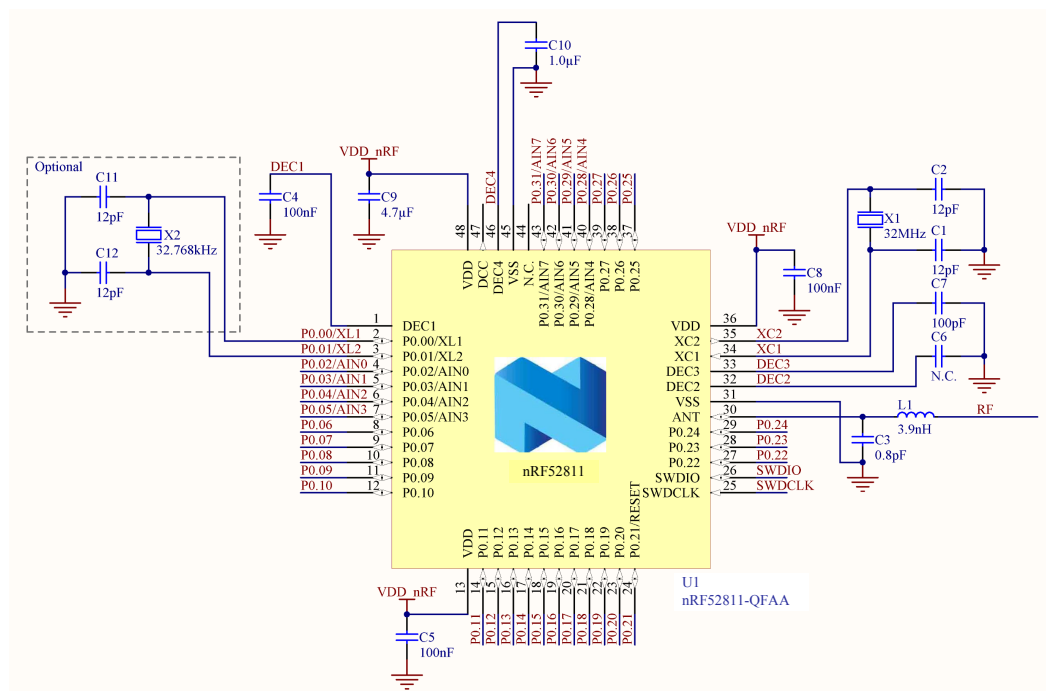 C10
1.0µF
VDD_nRF
Optional
DEC1
C11
12pF
X2
32.768kHz
C12
12pF
C4
100nF
C9
4.7µF
DEC4
P0.31/AIN7
P0.30/AIN6
P0.29/AIN5
P0.28/AIN4
P0.27
P0.26
P0.25
48
47
46
45
44
43
42
41
40
39
38
37
VDD
DCC
DEC4
VSS
N.C.
P0.31/AIN7
P0.30/AIN6
P0.29/AIN5
P0.28/AIN4
P0.27
P0.26
P0.25
VDD_nRF
C8
100nF
C2
12pF
X1
32MHz
C1
12pF
C7
100pF
C6
N.C.
1 DEC1
P0.00/XL1 2 P0.00/XL1
P0.01/XL2 3 P0.01/XL2
P0.02/AIN0 4 P0.02/AIN0
P0.03/AIN1 5 P0.03/AIN1
P0.04/AIN2 6 P0.04/AIN2
P0.05/AIN3 7 P0.05/AIN3
P0.06 8 P0.06
P0.07 9 P0.07
P0.08 10 P0.08
P0.09 11 P0.09
P0.10 12 P0.10
nRF52811
VDD 36
XC2 35 XC2
XC1 34 XC1
DEC3 33 DEC3
DEC2 32 DEC2
VSS 31
ANT 30
P0.24 29 P0.24
P0.23 28 P0.23
P0.22 27 P0.22
SWDIO 26 SWDIO
SWDCLK 25 SWDCLK
L1
3.9nH
RF
C3
0.8pF
VDD
P0.11
P0.12
P0.13
P0.14
P0.15
P0.16
P0.17
P0.18
P0.19
P0.20
P0.21/RESET
13
14
15
16
17
18
19
20
21
22
23
24
P0.11
P0.12
P0.13
P0.14
P0.15
P0.16
P0.17
P0.18
P0.19
P0.20
P0.21
VDD_nRF
C5
100nF
U1
nRF52811-QFAA